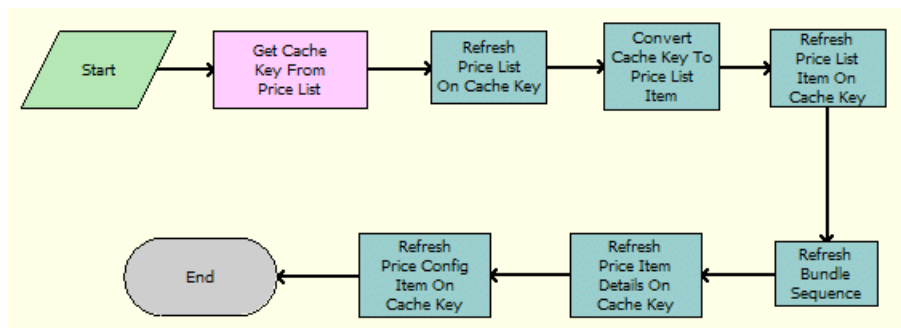 Start
Get Cache
Key From
Price List
Refresh
Price List
On Cache Key
Convert
Cache Key To
Price List
Item
Refresh
Price List
Item On
Cache Key
Refresh
Bundle
Sequence
Refresh
Price Item
Details On
Cache Key
Refresh
Price Config
Item On
Cache Key
End